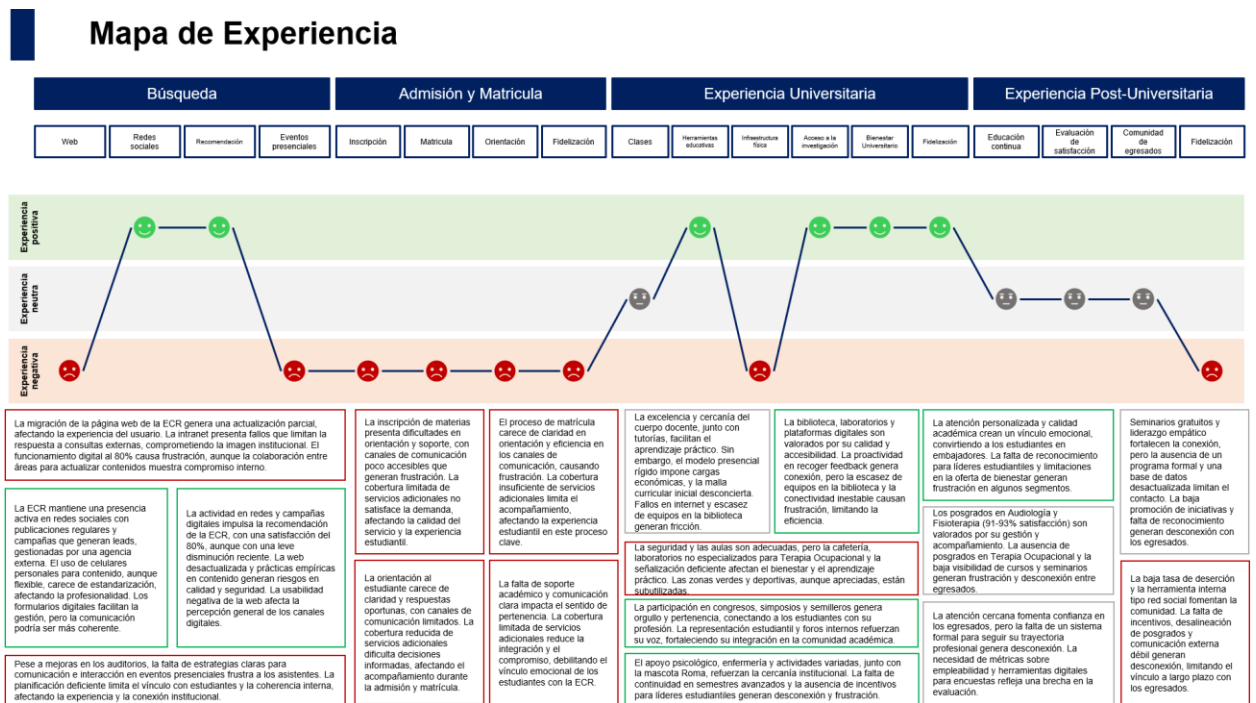 Mapa de Experiencia
Búsqueda
Admisión y Matricula
Experiencia Universitaria
Experiencia Post-Universitaria
Web
Redes
sociales
Recomendación
Eventos
presenciales
Inscripción
Matricula
Orientación
Fidelización
Clases
Herramientas
educativas
Infraestructura
física
Acceso a la
investigación
Bienestar
Universitario
Fidelización
Educación
continua
Evaluación
de
satisfacción
Comunidad
de
egresados
Fidelización
Experiencia
positiva
Experiencia
neutra
Experiencia
negativa
La migración de la página web de la ECR genera una actualización parcial,
afectando la experiencia del usuario. La intranet presenta fallos que limitan la
respuesta a consultas externas, comprometiendo la imagen institucional. El
funcionamiento digital al 80% causa frustración, aunque la colaboración entre
áreas para actualizar contenidos muestra compromiso interno.
La ECR mantiene una presencia
activa en redes sociales con
publicaciones regulares y
campañas que generan leads,
gestionadas por una agencia
externa. El uso de celulares
personales para contenido, aunque
flexible, carece de estandarización,
afectando la profesionalidad. Los
formularios digitales facilitan la
gestión, pero la comunicación
podría ser más coherente.
La actividad en redes y campañas
digitales impulsa la recomendación
de la ECR, con una satisfacción del
80%, aunque con una leve
disminución reciente. La web
desactualizada y prácticas empíricas
en contenido generan riesgos en
calidad y seguridad. La usabilidad
negativa de la web afecta la
percepción general de los canales
digitales.
Pese a mejoras en los auditorios, la falta de estrategias claras para
comunicación e interacción en eventos presenciales frustra a los asistentes. La
planificación deficiente limita el vínculo con estudiantes y la coherencia interna,
afectando la experiencia y la conexión institucional.
La inscripción de materias
presenta dificultades en
orientación y soporte, con
canales de comunicación
poco accesibles que
generan frustración. La
cobertura limitada de
servicios adicionales no
satisface la demanda,
afectando la calidad del
servicio y la experiencia
estudiantil.
El proceso de matrícula
carece de claridad en
orientación y eficiencia en
los canales de
comunicación, causando
frustración. La cobertura
insuficiente de servicios
adicionales limita el
acompañamiento,
afectando la experiencia
estudiantil en este proceso
clave.
La orientación al
estudiante carece de
claridad y respuestas
oportunas, con canales de
comunicación limitados. La
cobertura reducida de
servicios adicionales
dificulta decisiones
informadas, afectando el
acompañamiento durante
la admisión y matrícula.
La falta de soporte
académico y comunicación
clara impacta el sentido de
pertenencia. La cobertura
limitada de servicios
adicionales reduce la
integración y el
compromiso, debilitando el
vínculo emocional de los
estudiantes con la ECR.
La excelencia y cercanía del
cuerpo docente, junto con
tutorías, facilitan el
aprendizaje práctico. Sin
embargo, el modelo presencial
rígido impone cargas
económicas, y la malla
curricular inicial desconcierta.
Fallos en internet y escasez
de equipos en la biblioteca
generan fricción.
La biblioteca, laboratorios y
plataformas digitales son
valorados por su calidad y
accesibilidad. La proactividad
en recoger feedback genera
conexión, pero la escasez de
equipos en la biblioteca y la
conectividad inestable causan
frustración, limitando la
eficiencia.
La seguridad y las aulas son adecuadas, pero la cafetería,
laboratorios no especializados para Terapia Ocupacional y la
señalización deficiente afectan el bienestar y el aprendizaje
práctico. Las zonas verdes y deportivas, aunque apreciadas, están
subutilizadas.
La participación en congresos, simposios y semilleros genera
orgullo y pertenencia, conectando a los estudiantes con su
profesión. La representación estudiantil y foros internos refuerzan
su voz, fortaleciendo su integración en la comunidad académica.
El apoyo psicológico, enfermería y actividades variadas, junto con
la mascota Roma, refuerzan la cercanía institucional. La falta de
continuidad en semestres avanzados y la ausencia de incentivos
para líderes estudiantiles generan desconexión y frustración.
La atención personalizada y calidad
académica crean un vínculo emocional,
convirtiendo a los estudiantes en
embajadores. La falta de reconocimiento
para líderes estudiantiles y limitaciones
en la oferta de bienestar generan
frustración en algunos segmentos.
Los posgrados en Audiología y
Fisioterapia (91-93% satisfacción) son
valorados por su gestión y
acompañamiento. La ausencia de
posgrados en Terapia Ocupacional y la
baja visibilidad de cursos y seminarios
generan frustración y desconexión entre
egresados.
La atención cercana fomenta confianza en
los egresados, pero la falta de un sistema
formal para seguir su trayectoria
profesional genera desconexión. La
necesidad de métricas sobre
empleabilidad y herramientas digitales
para encuestas refleja una brecha en la
evaluación.
Seminarios gratuitos y
liderazgo empático
fortalecen la conexión,
pero la ausencia de un
programa formal y una
base de datos
desactualizada limitan el
contacto. La baja
promoción de iniciativas y
falta de reconocimiento
generan desconexión con
los egresados.
La baja tasa de deserción
y la herramienta interna
tipo red social fomentan la
comunidad. La falta de
incentivos, desalineación
de posgrados y
comunicación externa
débil generan
desconexión, limitando el
vínculo a largo plazo con
los egresados.